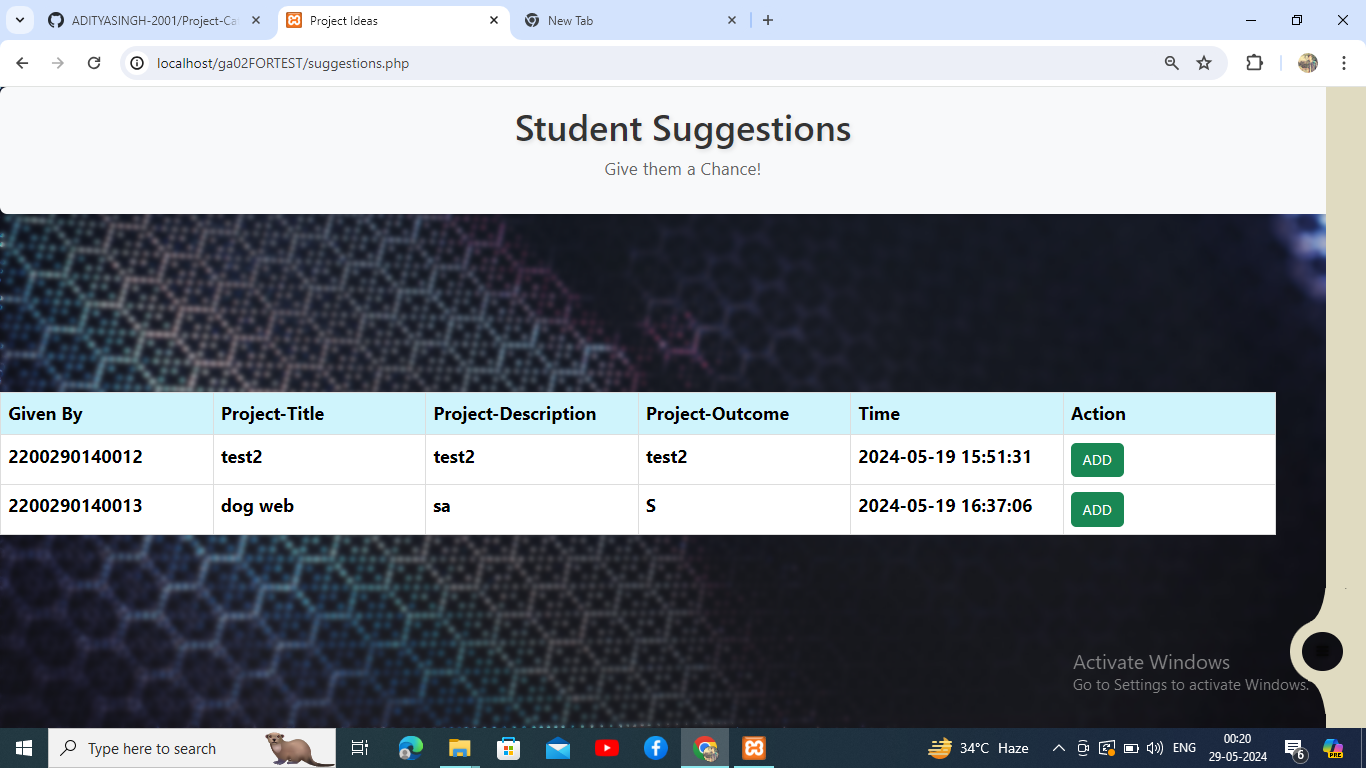 ADITYASINGH-2001/Project-Ca
Project Ideas
New Tab
localhost/ga02FORTEST/suggestions.php
Student Suggestions
Give them a Chance!
Given By Project-Title Project-Description Project-Outcome Time Action
2200290140012 test2 test2 test2 2024-05-19 15:51:31 ADD
2200290140013 dog web sa S 2024-05-19 16:37:06 ADD
Activate Windows
Go to Settings to activate Windows.
Type here to search
34°C Haze
ENG
00:20
29-05-2024
6
PRE